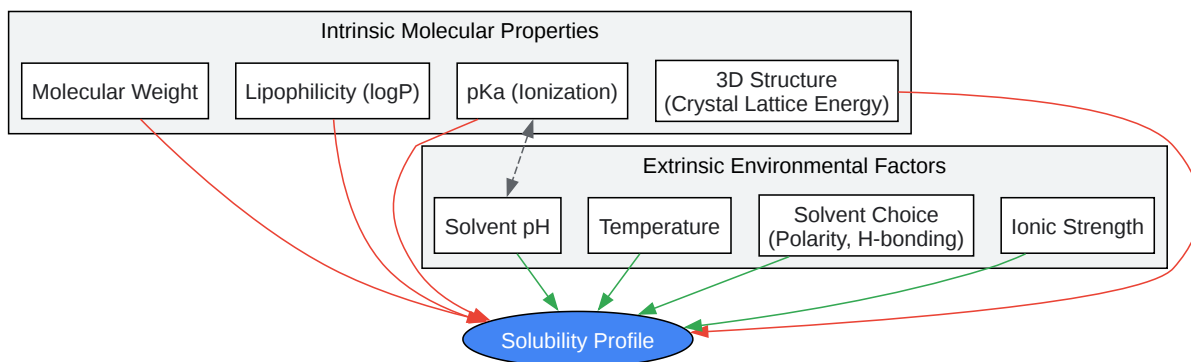 Intrinsic Molecular Properties
Molecular Weight
Lipophilicity (logP)
pKa (Ionization)
3D Structure
(Crystal Lattice Energy)
Extrinsic Environmental Factors
Solvent pH
Temperature
Solvent Choice
(Polarity, H-bonding)
Ionic Strength
Solubility Profile